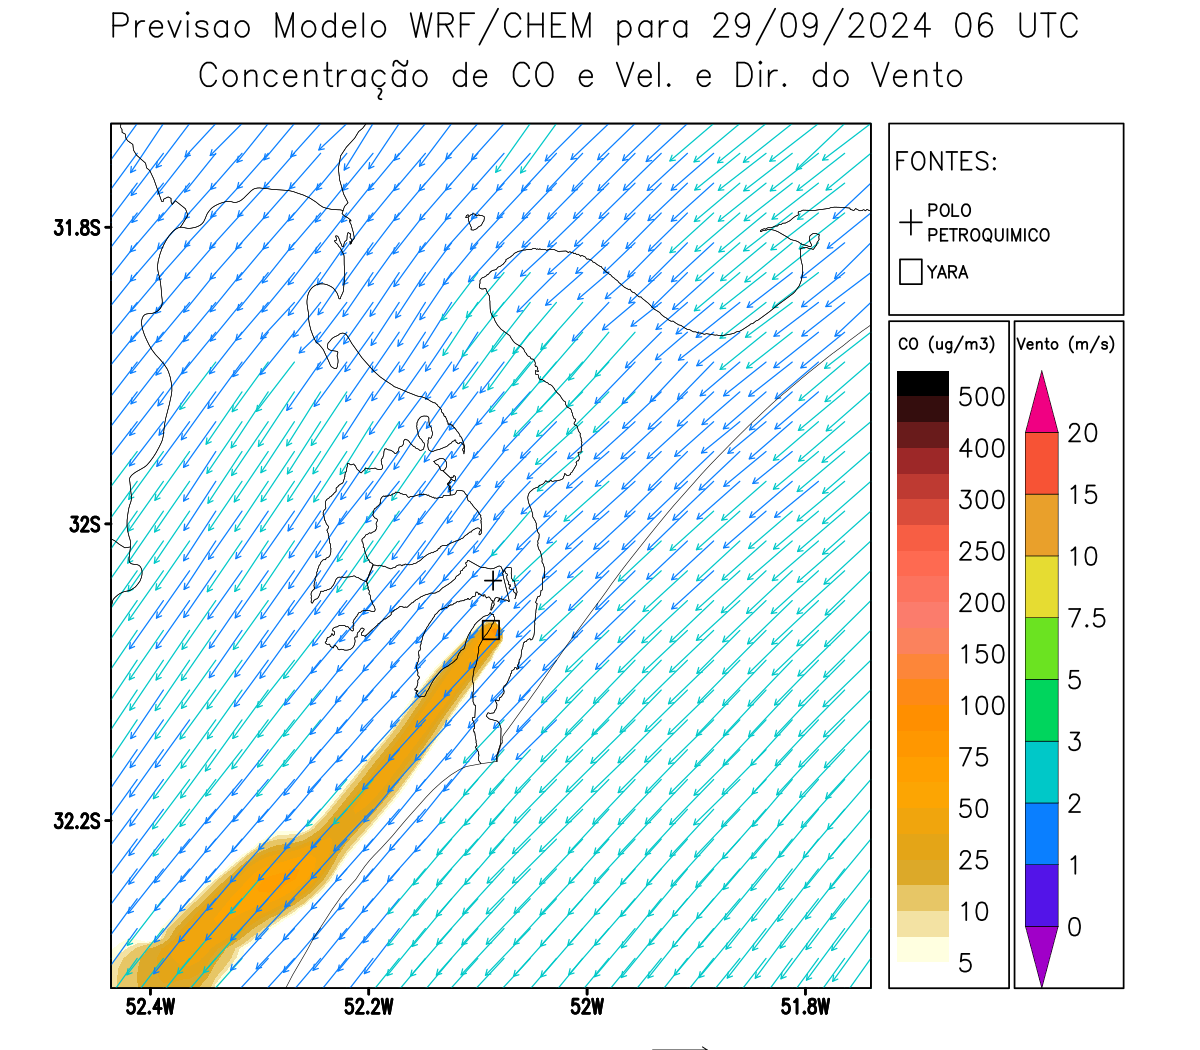 Previsao Modelo WRF/CHEM para 29/09/2024 06 UTC
Concentração de CO e Vel. e Dir. do Vento
FONTES:
POLO
PETROQUIMICO
YARA
CO (ug/m3)
500
400
300
250
200
150
100
75
50
25
10
5
Vento (m/s)
20
15
10
7.5
5
3
2
1
0
31.8S
32S
32.2S
52.4W
52.2W
52W
51.8W